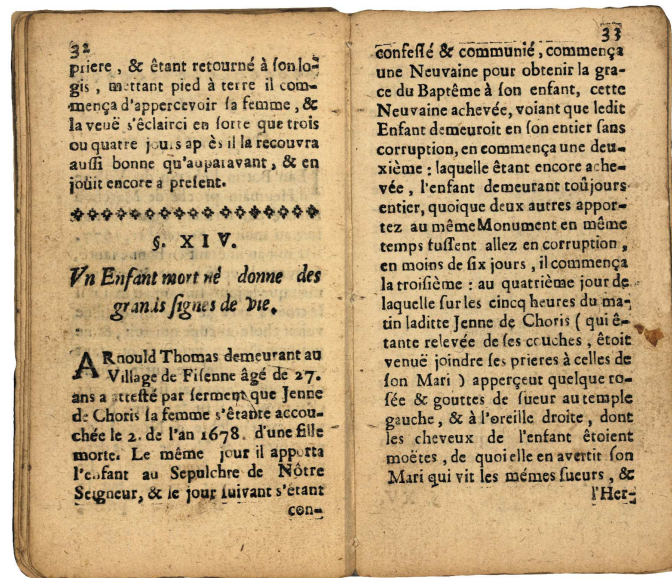 32
priere, & êtant retourné à ſon lo-
gis, mettant pied à terre il com-
mença d'appercevoir ſa femme, &
la veuë s'éclairci en ſorte que trois
ou quatre jours après il la recouvra
auſſi bonne qu'auparavant, & en
joüit encore a preſent.
§. XIV.
Vn Enfant mort né donne des
grands ſignes de vie.
ARnould Thomas demeurant au
Village de Fiſenne âgé de 27.
ans a atteſté par ſerment que Jenne
de Choris ſa femme s'êtante accou-
chée le 2. de l'an 1678. d'une fille
morte. Le même jour il apporta
l'enfant au Sepulchre de Nôtre
Seigneur, & le jour ſuivant s'étant
con-
33
confeſſé & communié, commença
une Neuvaine pour obtenir la gra-
ce du Baptême à ſon enfant, cette
Neuvaine achevée, voiant que ledit
Enfant demeuroit en ſon entier ſans
corruption, en commença une deu-
xième : laquelle étant encore ache-
vée, l'enfant demeurant toûjours
entier, quoique deux autres appor-
tez au même Monument en même
temps fuſſent allez en corruption,
en moins de ſix jours, il commença
la troiſième : au quatrième jour de
laquelle ſur les cincq heures du ma-
tin laditte Jenne de Choris ( qui ê-
tante relevée de ſes couches, étoit
venuë joindre ſes prieres à celles de
ſon Mari ) apperçeut quelque ro-
ſée & gouttes de ſueur au temple
gauche, & à l'oreille droite, dont
les cheveux de l'enfant étoient
moëtes, de quoi elle en avertit ſon
Mari qui vit les mémes ſueurs, &
l'Her-